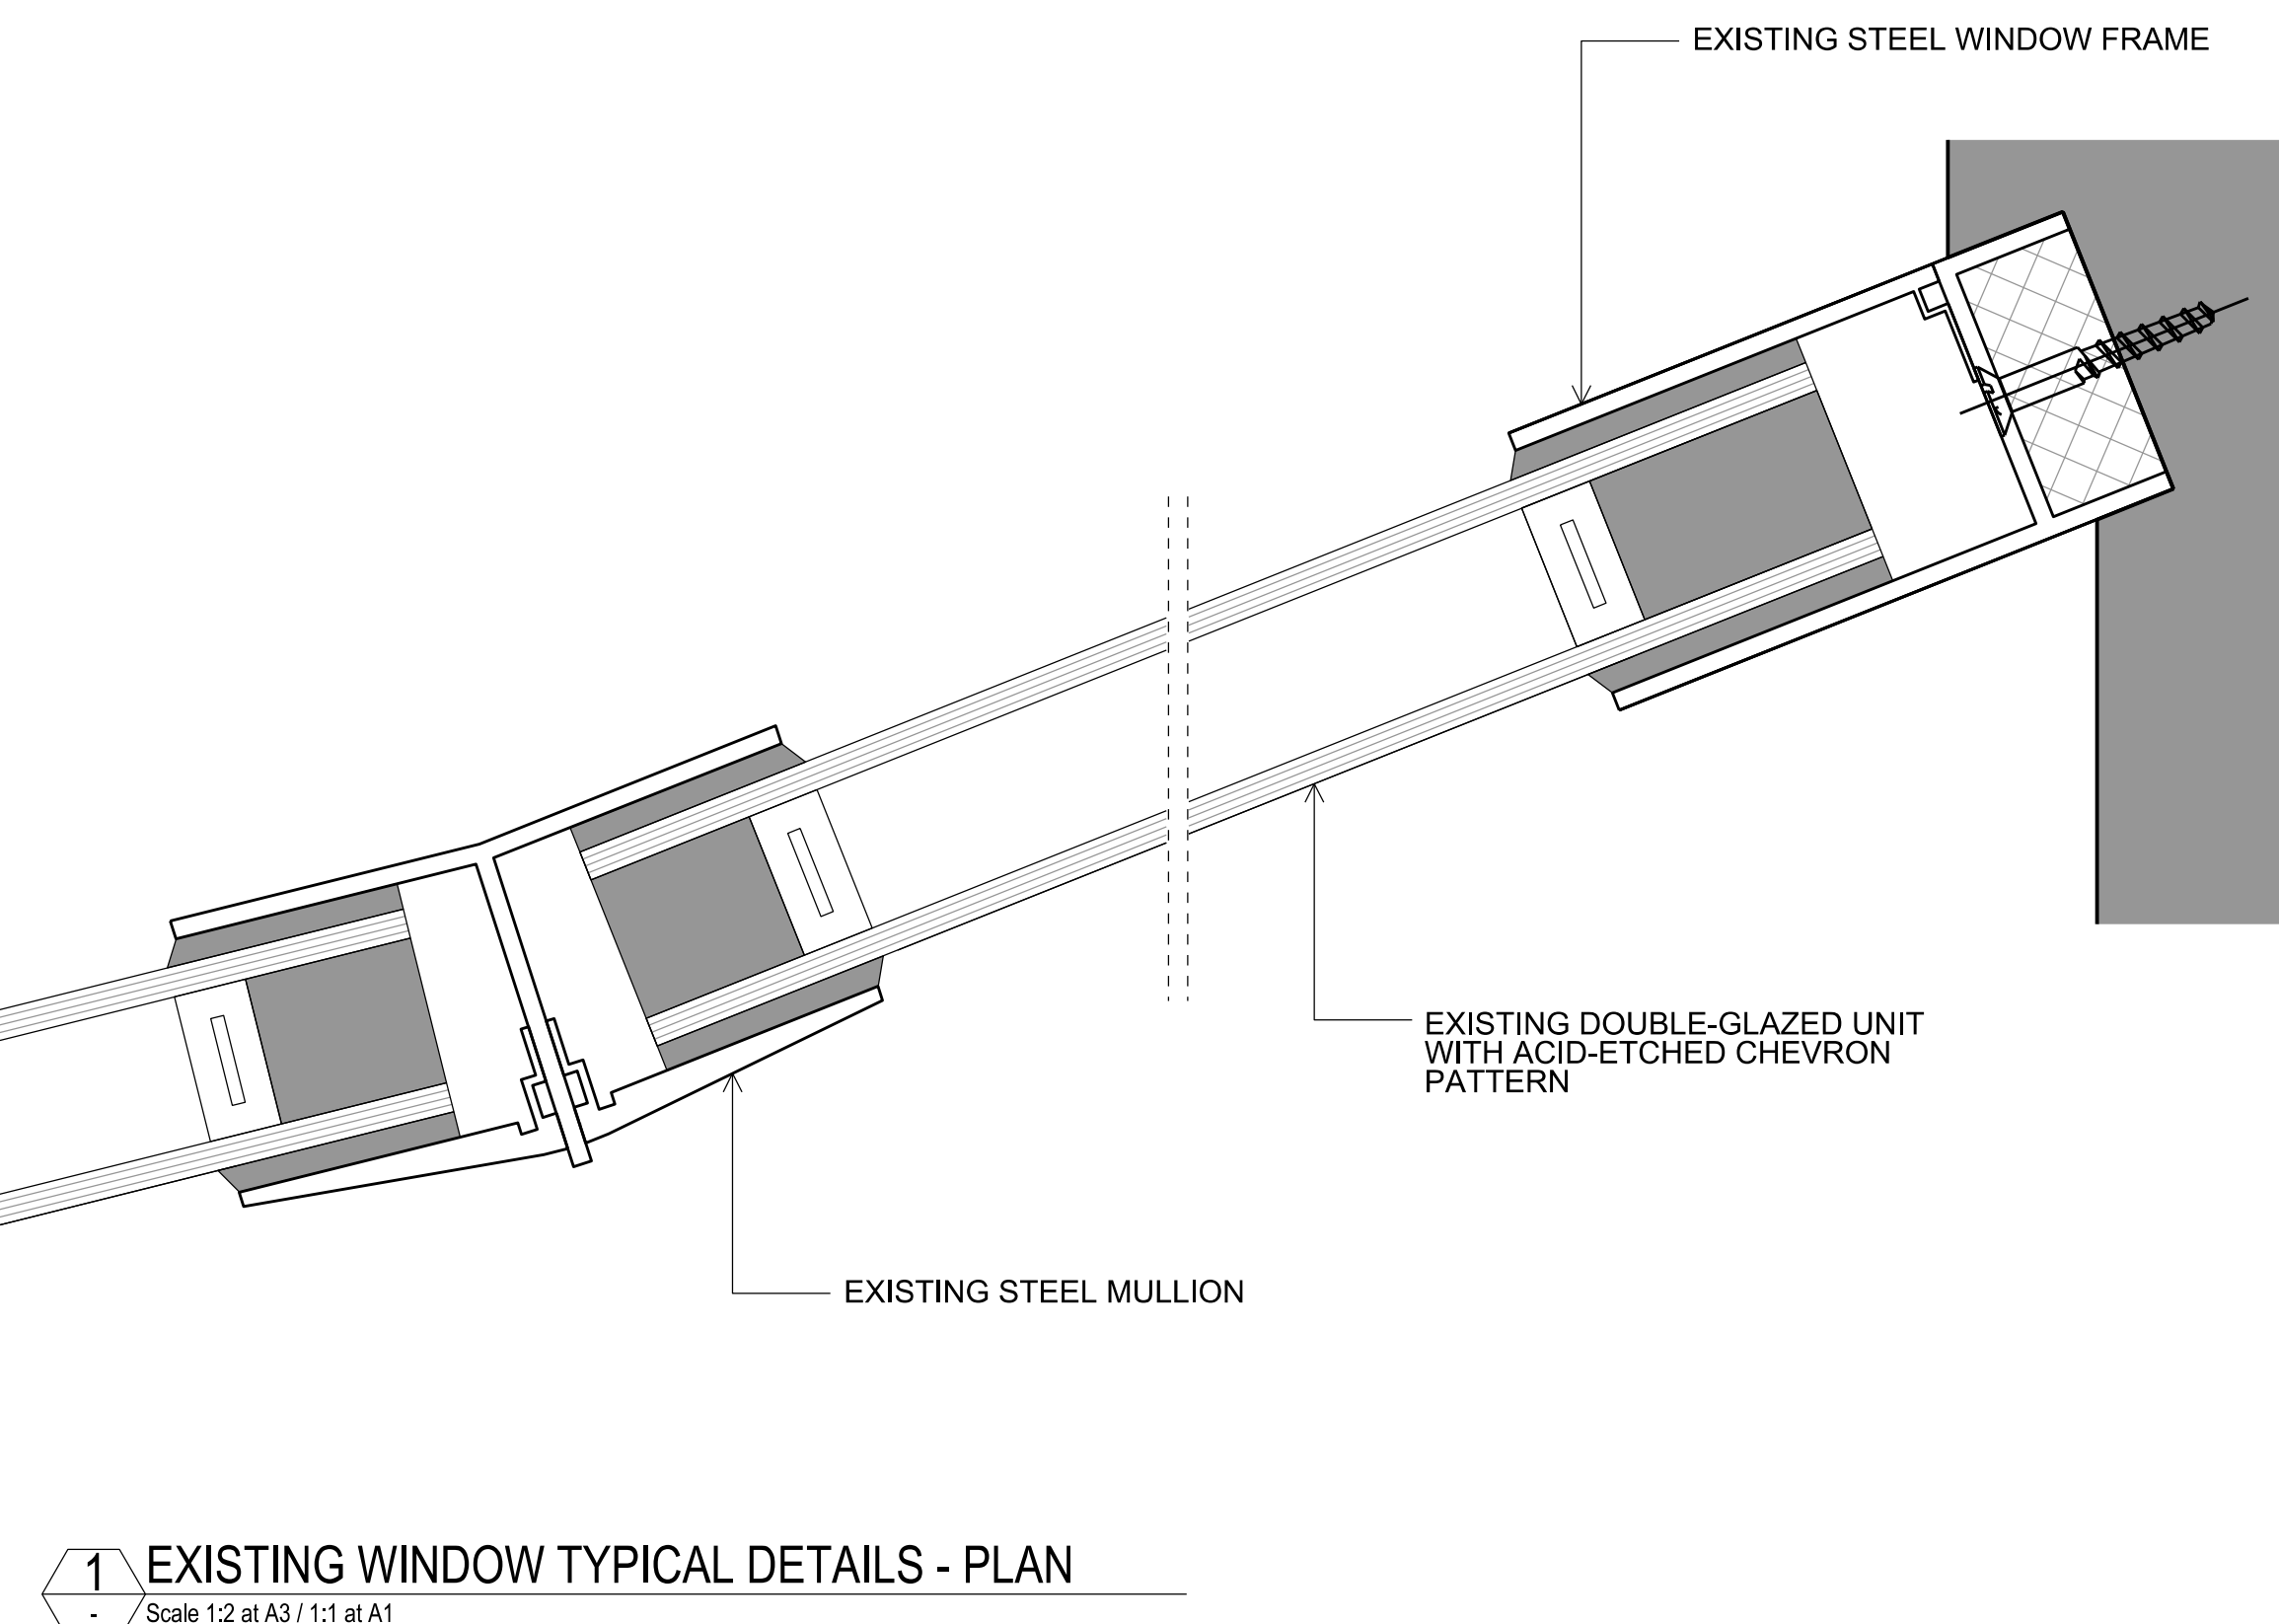 EXISTING STEEL WINDOW FRAME
EXISTING DOUBLE-GLAZED UNIT
WITH ACID-ETCHED CHEVRON
PATTERN
EXISTING STEEL MULLION
1
EXISTING WINDOW TYPICAL DETAILS - PLAN
-
Scale 1:2 at A3 / 1:1 at A1